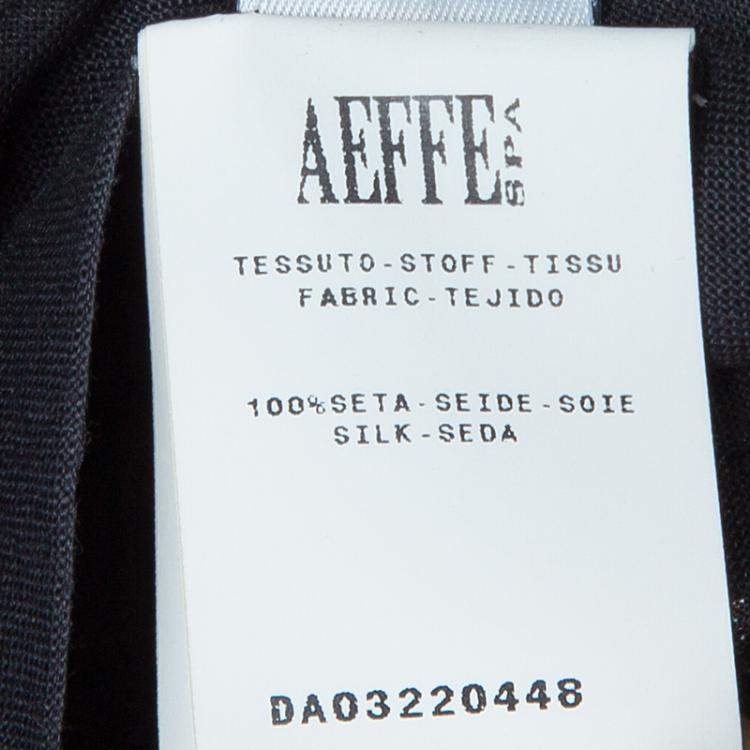 AEFFE SPA
TESSUTO-STOFF-TISSU
FABRIC-TEJIDO
100%SETA-SEIDE-SOIE
SILK-SEDA
DA03220448